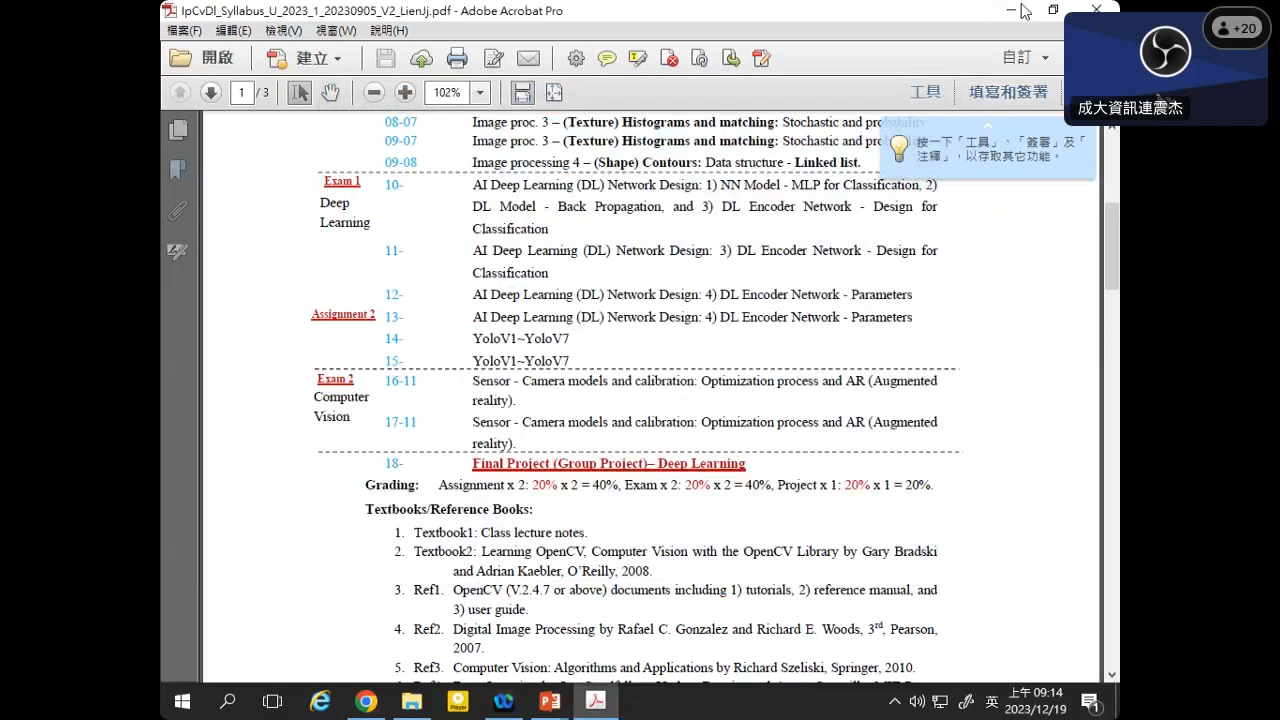 IpCvDl_Syllabus_U_2023_1_20230905_V2_LienJj.pdf - Adobe Acrobat Pro
檔案(F) 編輯(E) 檢視(V) 視窗(W) 說明(H)
+20
開啟 建立 自訂
1 / 3 102% 工具 填寫和簽署
成大資訊連震杰
按一下「工具」、「簽署」及「
注釋」,以存取其它功能。
08-07 Image proc. 3 – (Texture) Histograms and matching: Stochastic and probability
09-07 Image proc. 3 – (Texture) Histograms and matching: Stochastic and
09-08 Image processing 4 – (Shape) Contours: Data structure - Linked list.
Exam 1 10- AI Deep Learning (DL) Network Design: 1) NN Model - MLP for Classification, 2)
Deep DL Model - Back Propagation, and 3) DL Encoder Network - Design for
Learning Classification
11- AI Deep Learning (DL) Network Design: 3) DL Encoder Network - Design for
Classification
12- AI Deep Learning (DL) Network Design: 4) DL Encoder Network - Parameters
Assignment 2 13- AI Deep Learning (DL) Network Design: 4) DL Encoder Network - Parameters
14- YoloV1~YoloV7
15- YoloV1~YoloV7
Exam 2 16-11 Sensor - Camera models and calibration: Optimization process and AR (Augmented
Computer reality).
Vision 17-11 Sensor - Camera models and calibration: Optimization process and AR (Augmented
reality).
18- Final Project (Group Project)– Deep Learning
Grading: Assignment x 2: 20% x 2 = 40%, Exam x 2: 20% x 2 = 40%, Project x 1: 20% x 1 = 20%.
Textbooks/Reference Books:
1. Textbook1: Class lecture notes.
2. Textbook2: Learning OpenCV, Computer Vision with the OpenCV Library by Gary Bradski
and Adrian Kaebler, O’Reilly, 2008.
3. Ref1. OpenCV (V.2.4.7 or above) documents including 1) tutorials, 2) reference manual, and
3) user guide.
4. Ref2. Digital Image Processing by Rafael C. Gonzalez and Richard E. Woods, 3rd, Pearson,
2007.
5. Ref3. Computer Vision: Algorithms and Applications by Richard Szeliski, Springer, 2010.
英 上午 09:14
2023/12/19 1